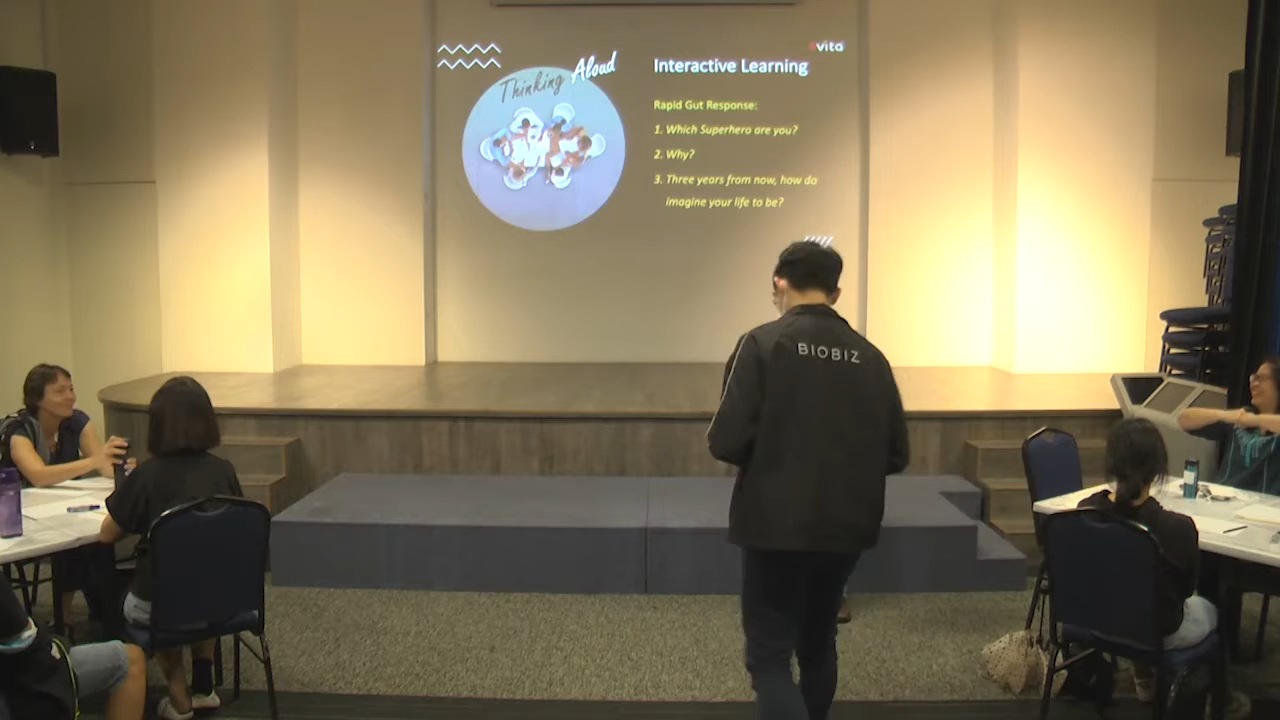 vita
Thinking Aloud
Interactive Learning
Rapid Gut Response:
1. Which Superhero are you?
2. Why?
3. Three years from now, how do
imagine your life to be?
BIOBIZ